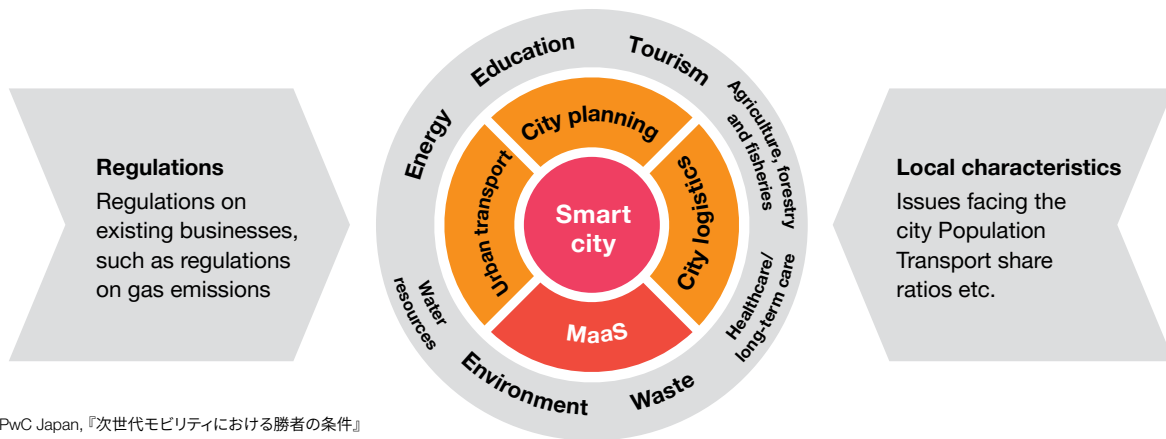 Regulations
Regulations on
existing businesses,
such as regulations
on gas emissions
Education
Tourism
Energy
Agriculture, forestry
and fisheries
Water
resources
Healthcare/
long-term care
Environment
Waste
City planning
Urban transport
City logistics
MaaS
Smart
city
Local characteristics
Issues facing the
city Population
Transport share
ratios etc.
PwC Japan,『次世代モビリティにおける勝者の条件』